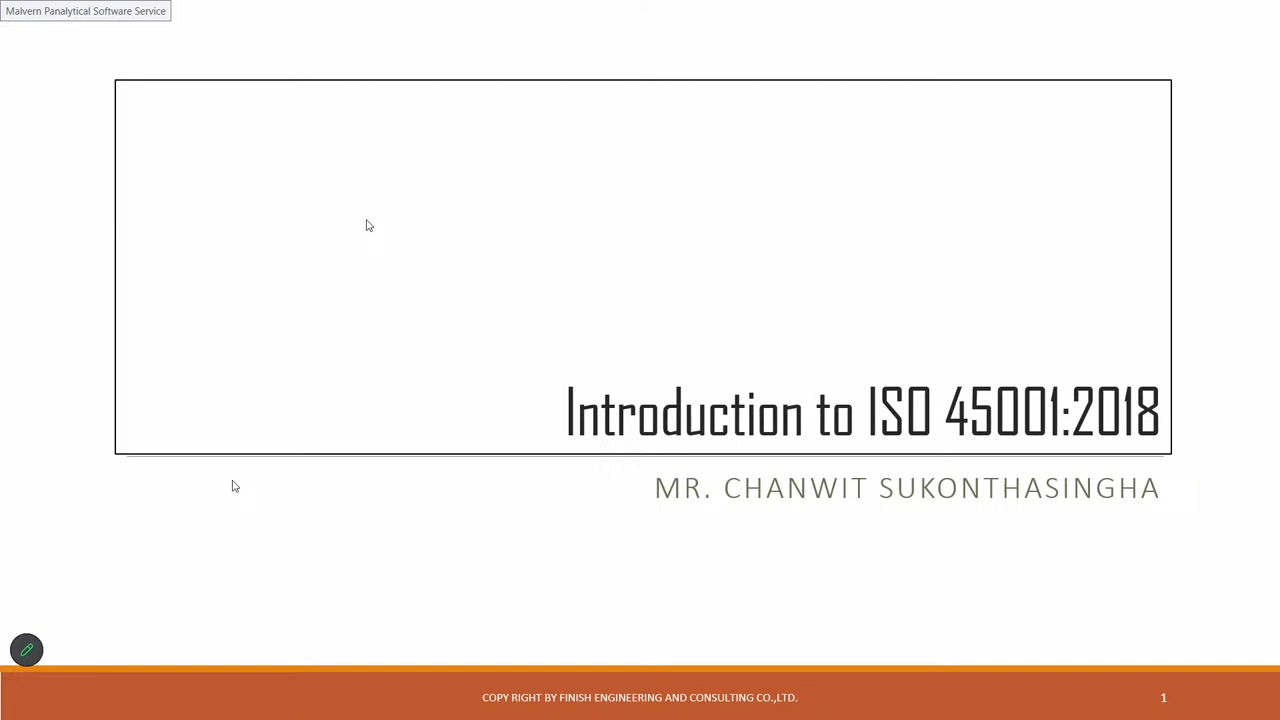 Malvern Panalytical Software Service
Introduction to ISO 45001:2018
MR. CHANWIT SUKONTHASINGHA
COPY RIGHT BY FINISH ENGINEERING AND CONSULTING CO.,LTD.
1